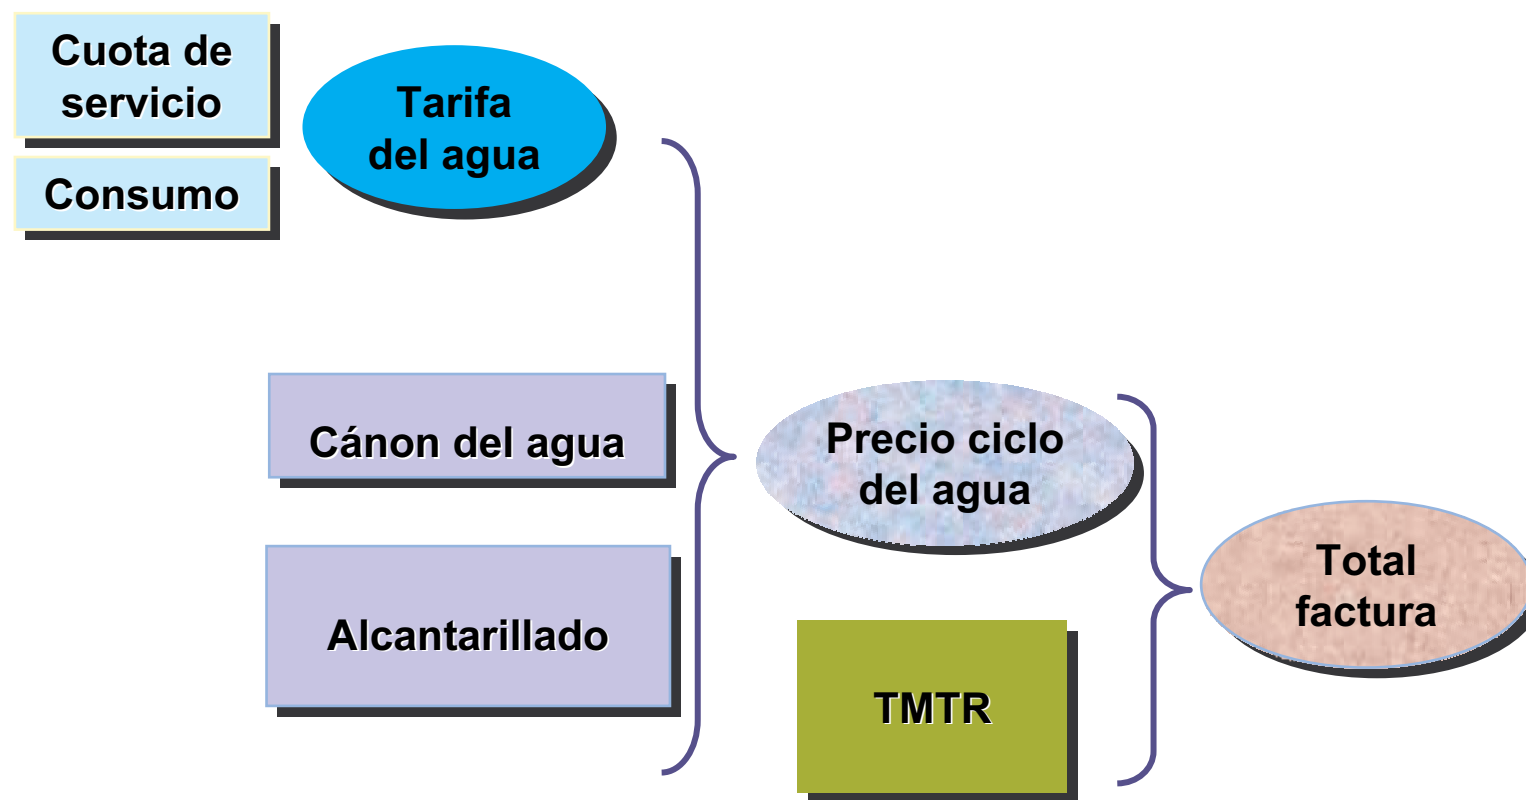 Cuota de
servicio
Consumo
Tarifa
del agua
Cánon del agua
Alcantarillado
Precio ciclo
del agua
TMTR
Total
factura